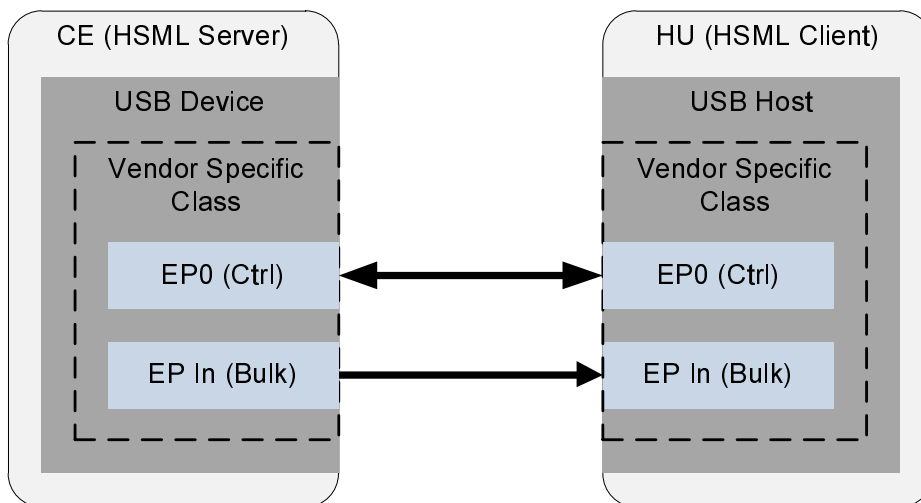 CE (HSML Server)
USB Device
Vendor Specific
Class
EP0 (Ctrl)
EP In (Bulk)
HU (HSML Client)
USB Host
Vendor Specific
Class
EP0 (Ctrl)
EP In (Bulk)